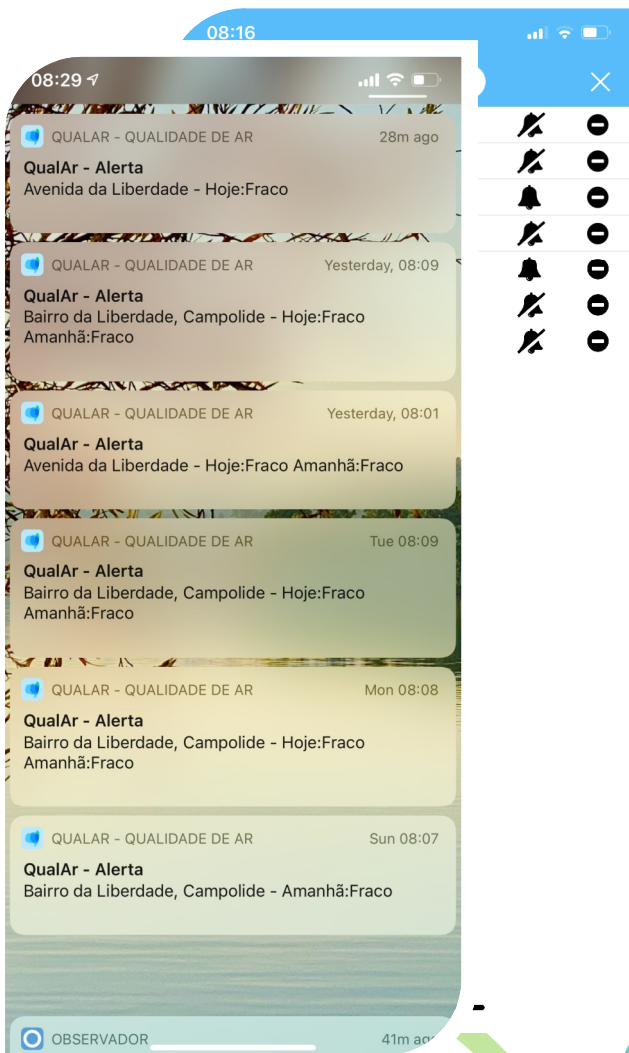 08:16
08:29
QUALAR - QUALIDADE DE AR 28m ago
QualAr - Alerta
Avenida da Liberdade - Hoje:Fraco
QUALAR - QUALIDADE DE AR Yesterday, 08:09
QualAr - Alerta
Bairro da Liberdade, Campolide - Hoje:Fraco
Amanhã:Fraco
QUALAR - QUALIDADE DE AR Yesterday, 08:01
QualAr - Alerta
Avenida da Liberdade - Hoje:Fraco Amanhã:Fraco
QUALAR - QUALIDADE DE AR Tue 08:09
QualAr - Alerta
Bairro da Liberdade, Campolide - Hoje:Fraco
Amanhã:Fraco
QUALAR - QUALIDADE DE AR Mon 08:08
QualAr - Alerta
Bairro da Liberdade, Campolide - Hoje:Fraco
Amanhã:Fraco
QUALAR - QUALIDADE DE AR Sun 08:07
QualAr - Alerta
Bairro da Liberdade, Campolide - Amanhã:Fraco
OBSERVADOR 41m